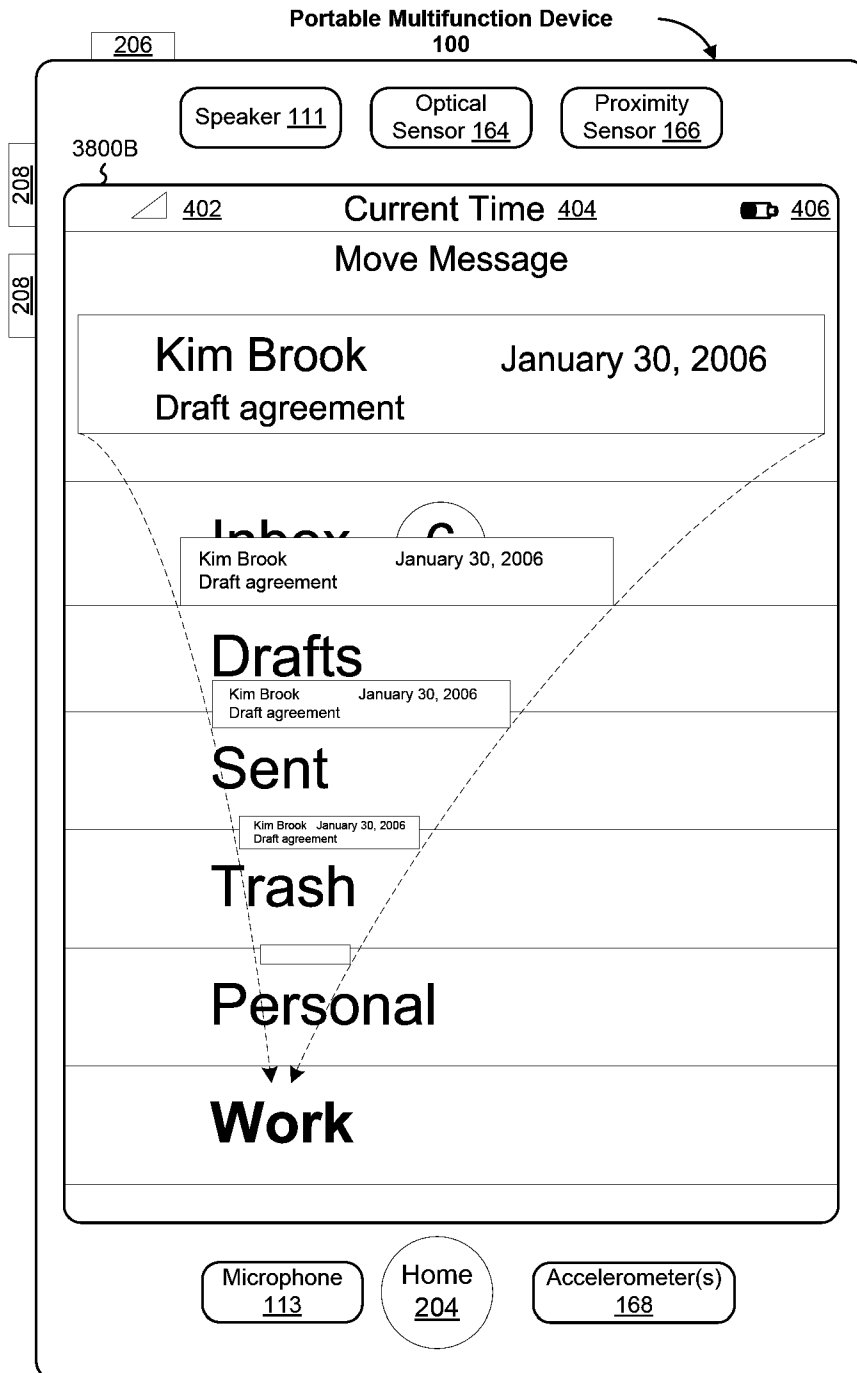 Portable Multifunction Device
100
206
Speaker 111
Optical
Sensor 164
Proximity
Sensor 166
3800B
208
208
402
Current Time 404
406
Move Message
Kim Brook January 30, 2006
Draft agreement
Inbox
Kim Brook January 30, 2006
Draft agreement
Drafts
Kim Brook January 30, 2006
Draft agreement
Sent
Kim Brook January 30, 2006
Draft agreement
Trash
Personal
Work
Microphone
113
Home
204
Accelerometer(s)
168